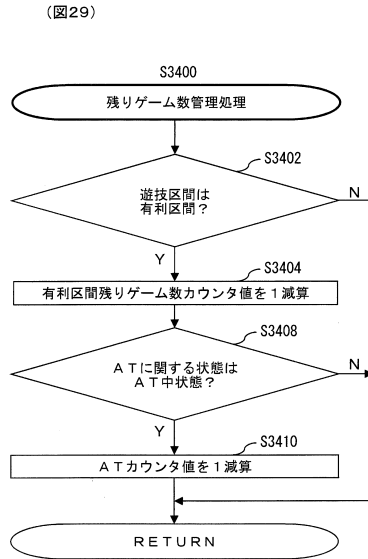 (図29)
S3400
残りゲーム数管理処理
S3402
遊技区間は
有利区間？
N
Y
S3404
有利区間残りゲーム数カウンタ値を１減算
S3408
ＡＴに関する状態は
ＡＴ中状態？
N
Y
S3410
ＡＴカウンタ値を１減算
ＲＥＴＵＲＮ